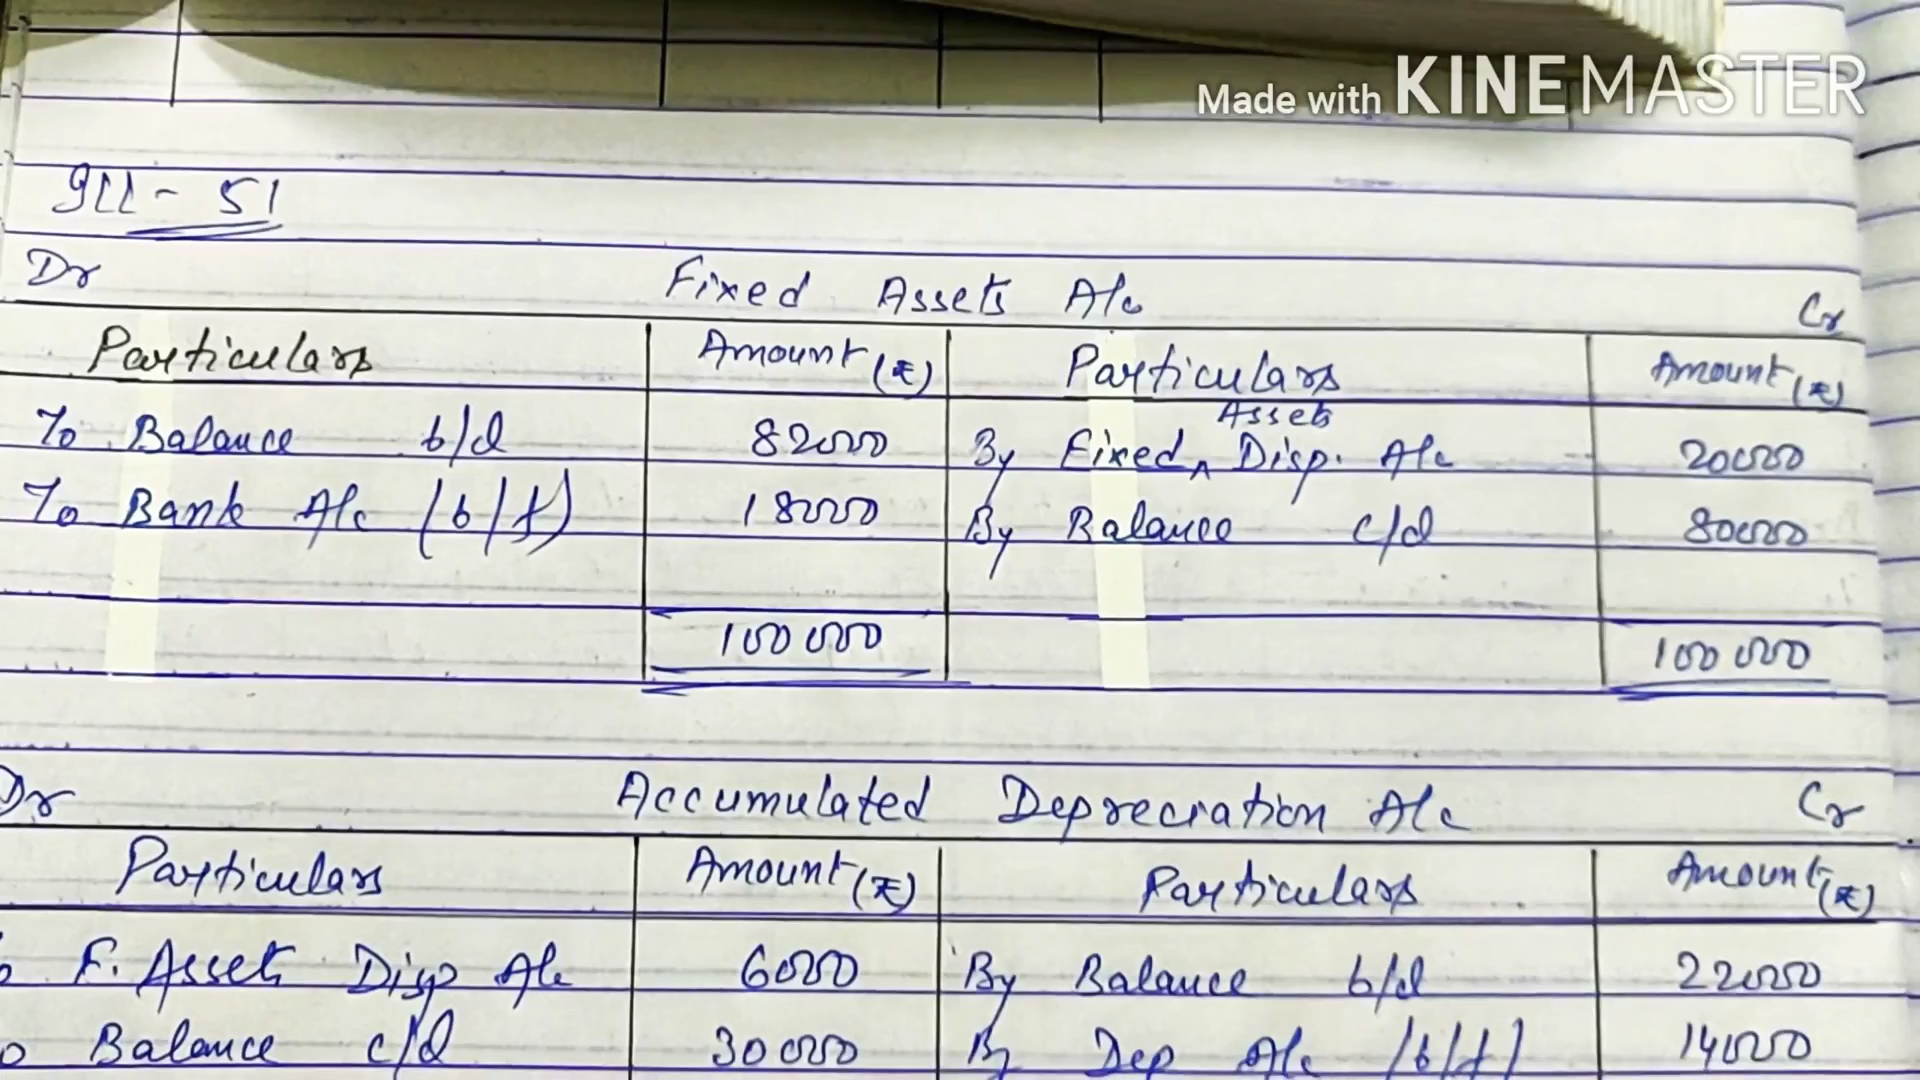 Made with KINEMASTER
ILL - 51
Dr Fixed Assets A/c Cr
Particulars Amount (₹) Particulars Amount (₹)
Assets
To Balance b/d 82000 By Fixed ^ Disp. A/c 20000
To Bank A/c (b/f) 18000 By Balance c/d 80000
100000 100000
Dr Accumulated Depreciation A/c Cr
Particulars Amount (₹) Particulars Amount (₹)
o F. Assets Disp A/c 6000 By Balance b/d 22000
o Balance c/d 30000 By Dep A/c (b/f) 14000